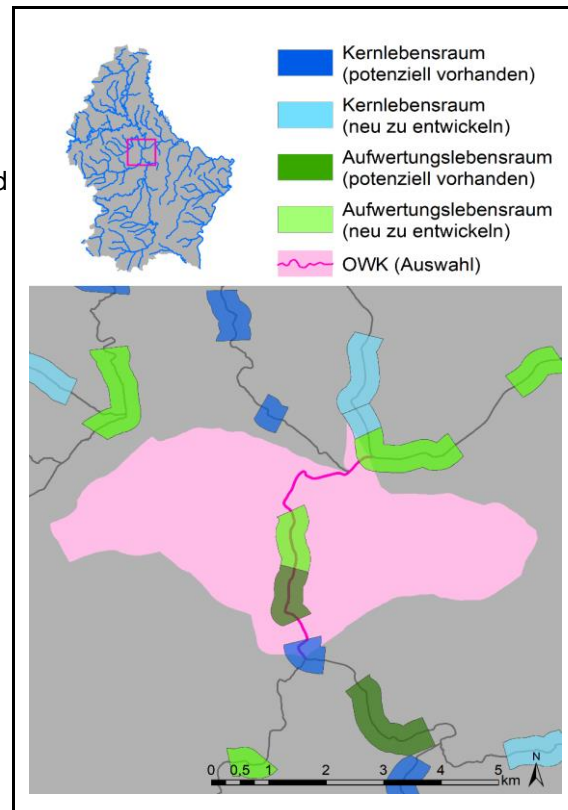 d
Kernlebensraum
(potenziell vorhanden)
Kernlebensraum
(neu zu entwickeln)
Aufwertungslebensraum
(potenziell vorhanden)
Aufwertungslebensraum
(neu zu entwickeln)
OWK (Auswahl)
N
0 0,5 1 2 3 4 5
km